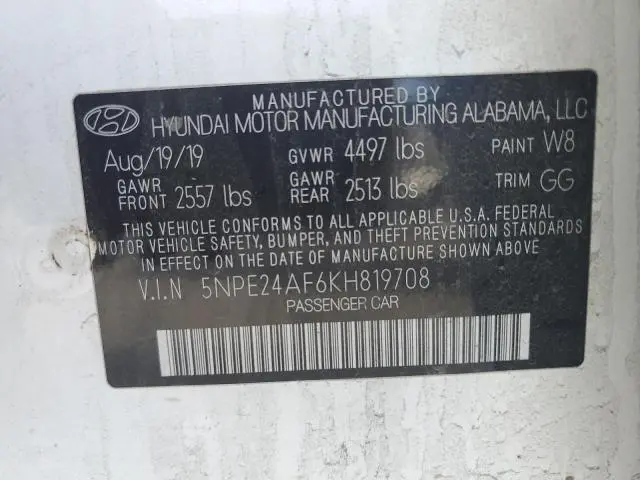 MANUFACTURED BY
HYUNDAI MOTOR MANUFACTURING ALABAMA, LLC
Aug/19/19 GVWR 4497 lbs PAINT W8
GAWR FRONT 2557 lbs GAWR REAR 2513 lbs TRIM GG
THIS VEHICLE CONFORMS TO ALL APPLICABLE U.S.A. FEDERAL
MOTOR VEHICLE SAFETY, BUMPER, AND THEFT PREVENTION STANDARDS
IN EFFECT ON THE DATE OF MANUFACTURE SHOWN ABOVE
V.I.N 5NPE24AF6KH819708
PASSENGER CAR